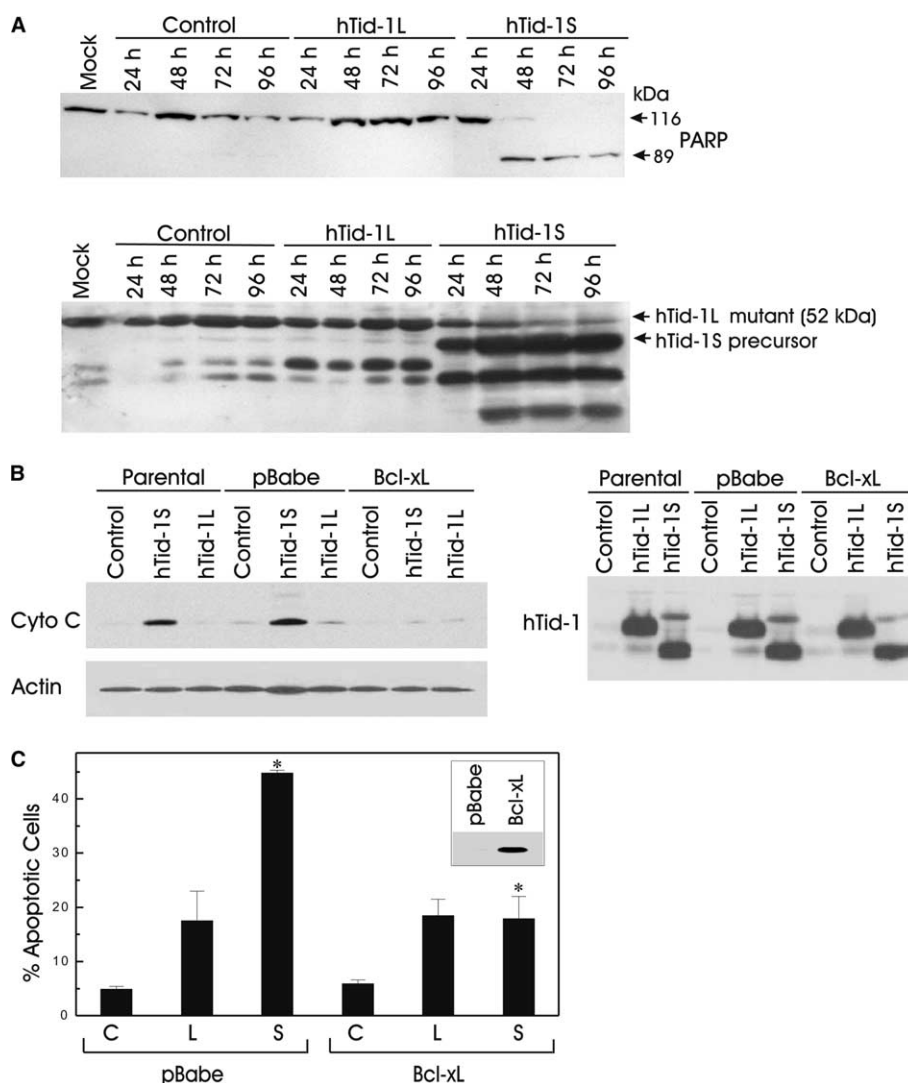 A
Control hTid-1L hTid-1S
Mock 24 h 48 h 72 h 96 h 24 h 48 h 72 h 96 h 24 h 48 h 72 h 96 h
kDa
116
PARP
89
Control hTid-1L hTid-1S
Mock 24 h 48 h 72 h 96 h 24 h 48 h 72 h 96 h 24 h 48 h 72 h 96 h
hTid-1L mutant (52 kDa)
hTid-1S precursor
B
Parental pBabe Bcl-xL
Control hTid-1S hTid-1L Control hTid-1S hTid-1L Control hTid-1S hTid-1L
Cyto C
Actin
Parental pBabe Bcl-xL
Control hTid-1L hTid-1S Control hTid-1L hTid-1S Control hTid-1L hTid-1S
hTid-1
C
% Apoptotic Cells
40
30
20
10
0
*
*
pBabe Bcl-xL
C L S C L S
pBabe Bcl-xL